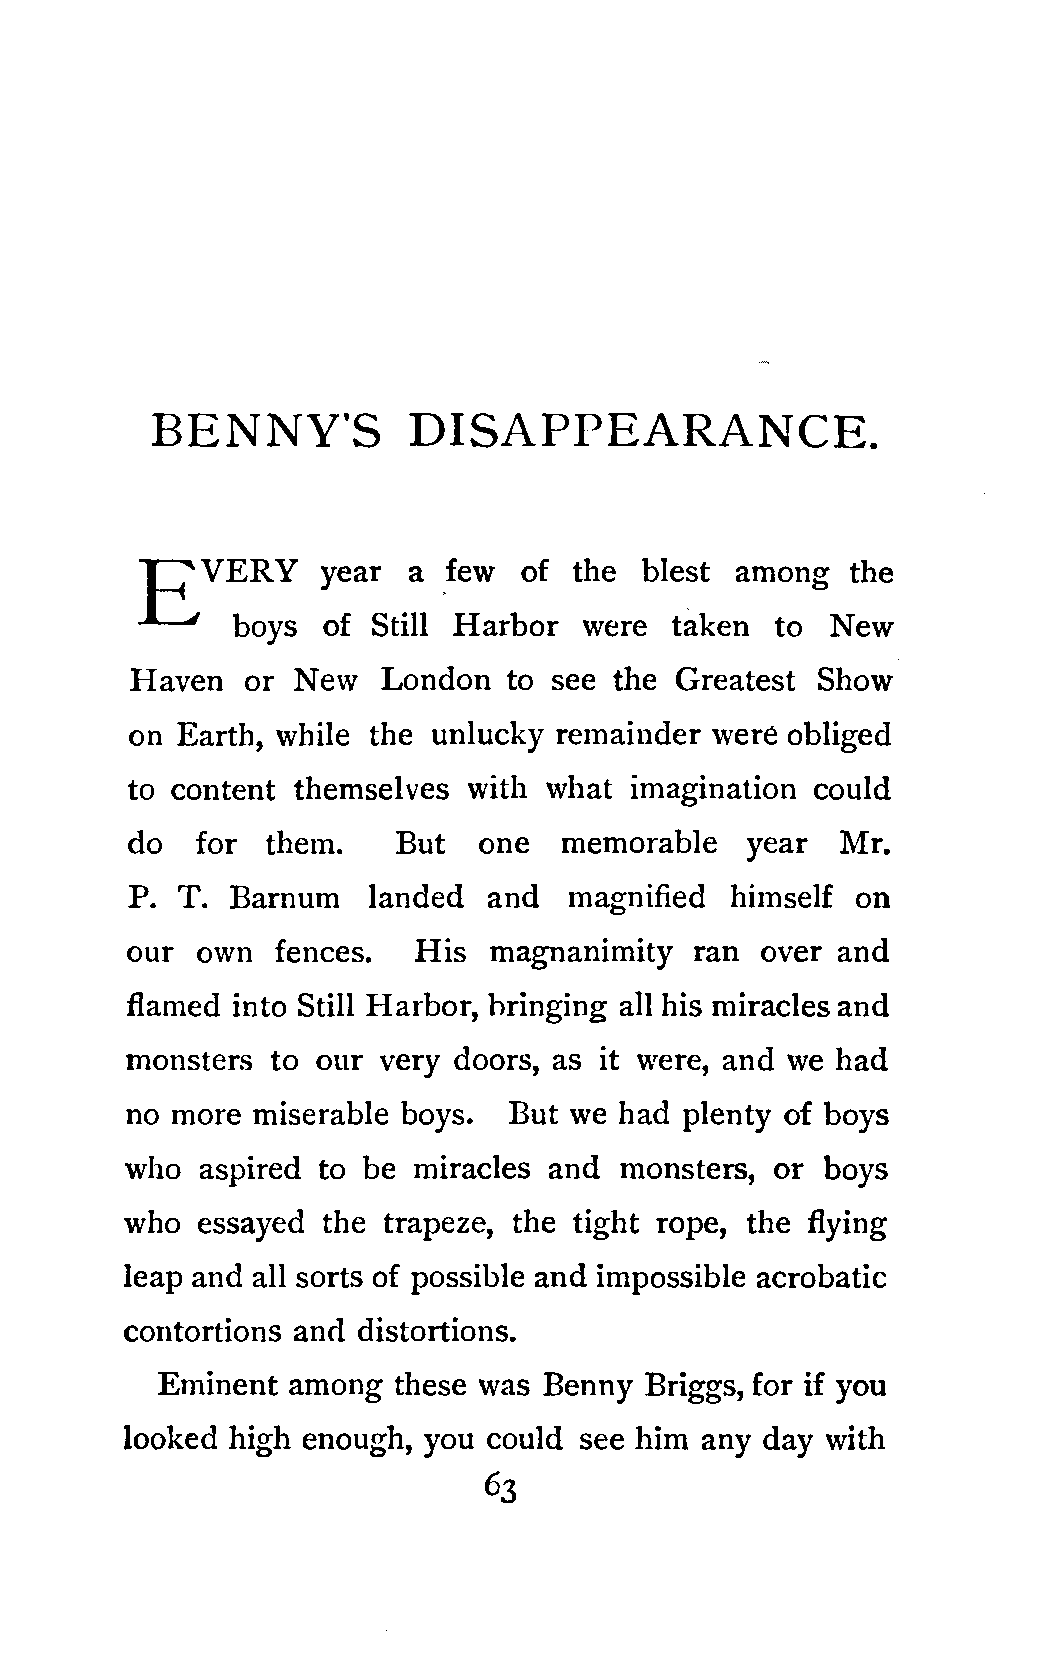 BENNY'S DISAPPEARANCE.
EVERY year a few of the blest among the
boys of Still Harbor were taken to New
Haven or New London to see the Greatest Show
on Earth, while the unlucky remainder were obliged
to content themselves with what imagination could
do for them. But one memorable year Mr.
P. T. Barnum landed and magnified himself on
our own fences. His magnanimity ran over and
flamed into Still Harbor, bringing all his miracles and
monsters to our very doors, as it were, and we had
no more miserable boys. But we had plenty of boys
who aspired to be miracles and monsters, or boys
who essayed the trapeze, the tight rope, the flying
leap and all sorts of possible and impossible acrobatic
contortions and distortions.
Eminent among these was Benny Briggs, for if you
looked high enough, you could see him any day with
63